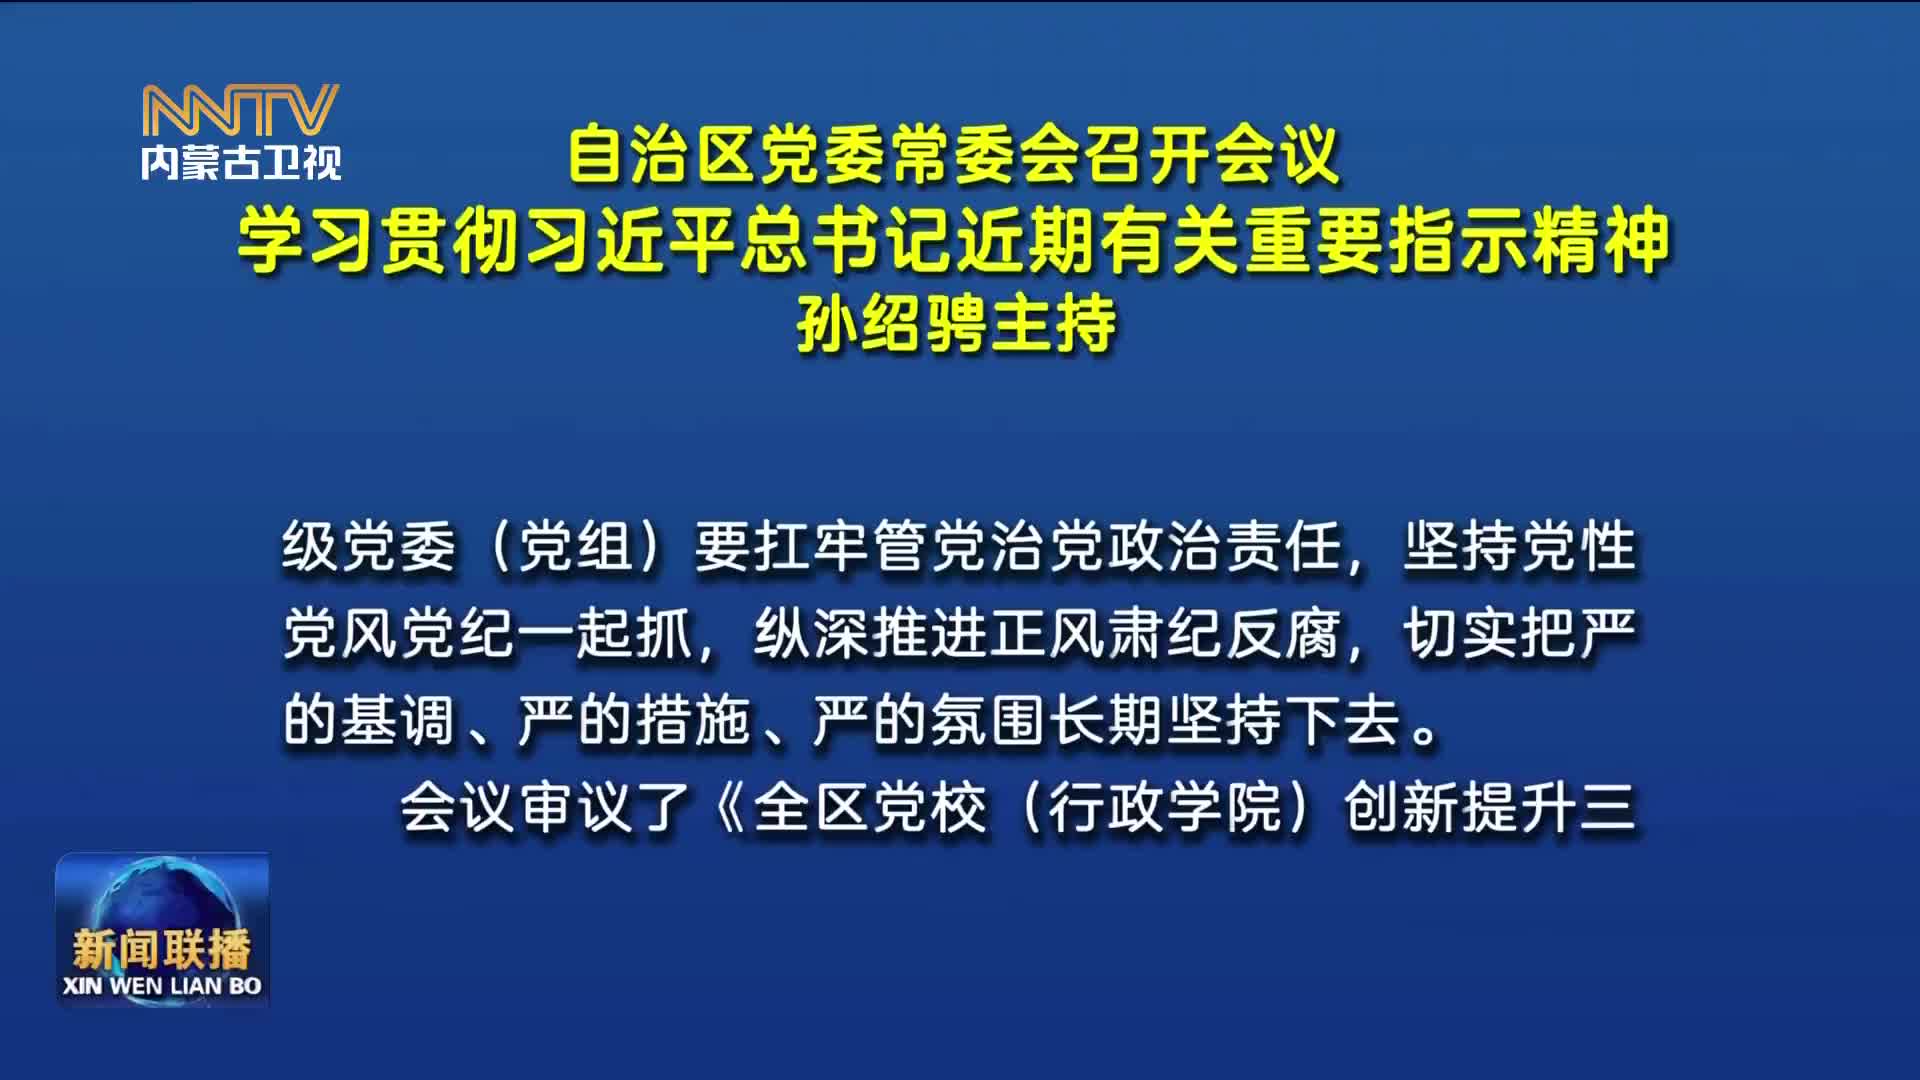 NNTV
内蒙古卫视
自治区党委常委会召开会议
学习贯彻习近平总书记近期有关重要指示精神
孙绍骋主持
级党委（党组）要扛牢管党治党政治责任，坚持党性
党风党纪一起抓，纵深推进正风肃纪反腐，切实把严
的基调、严的措施、严的氛围长期坚持下去。
会议审议了《全区党校（行政学院）创新提升三
新闻联播
XIN WEN LIAN BO